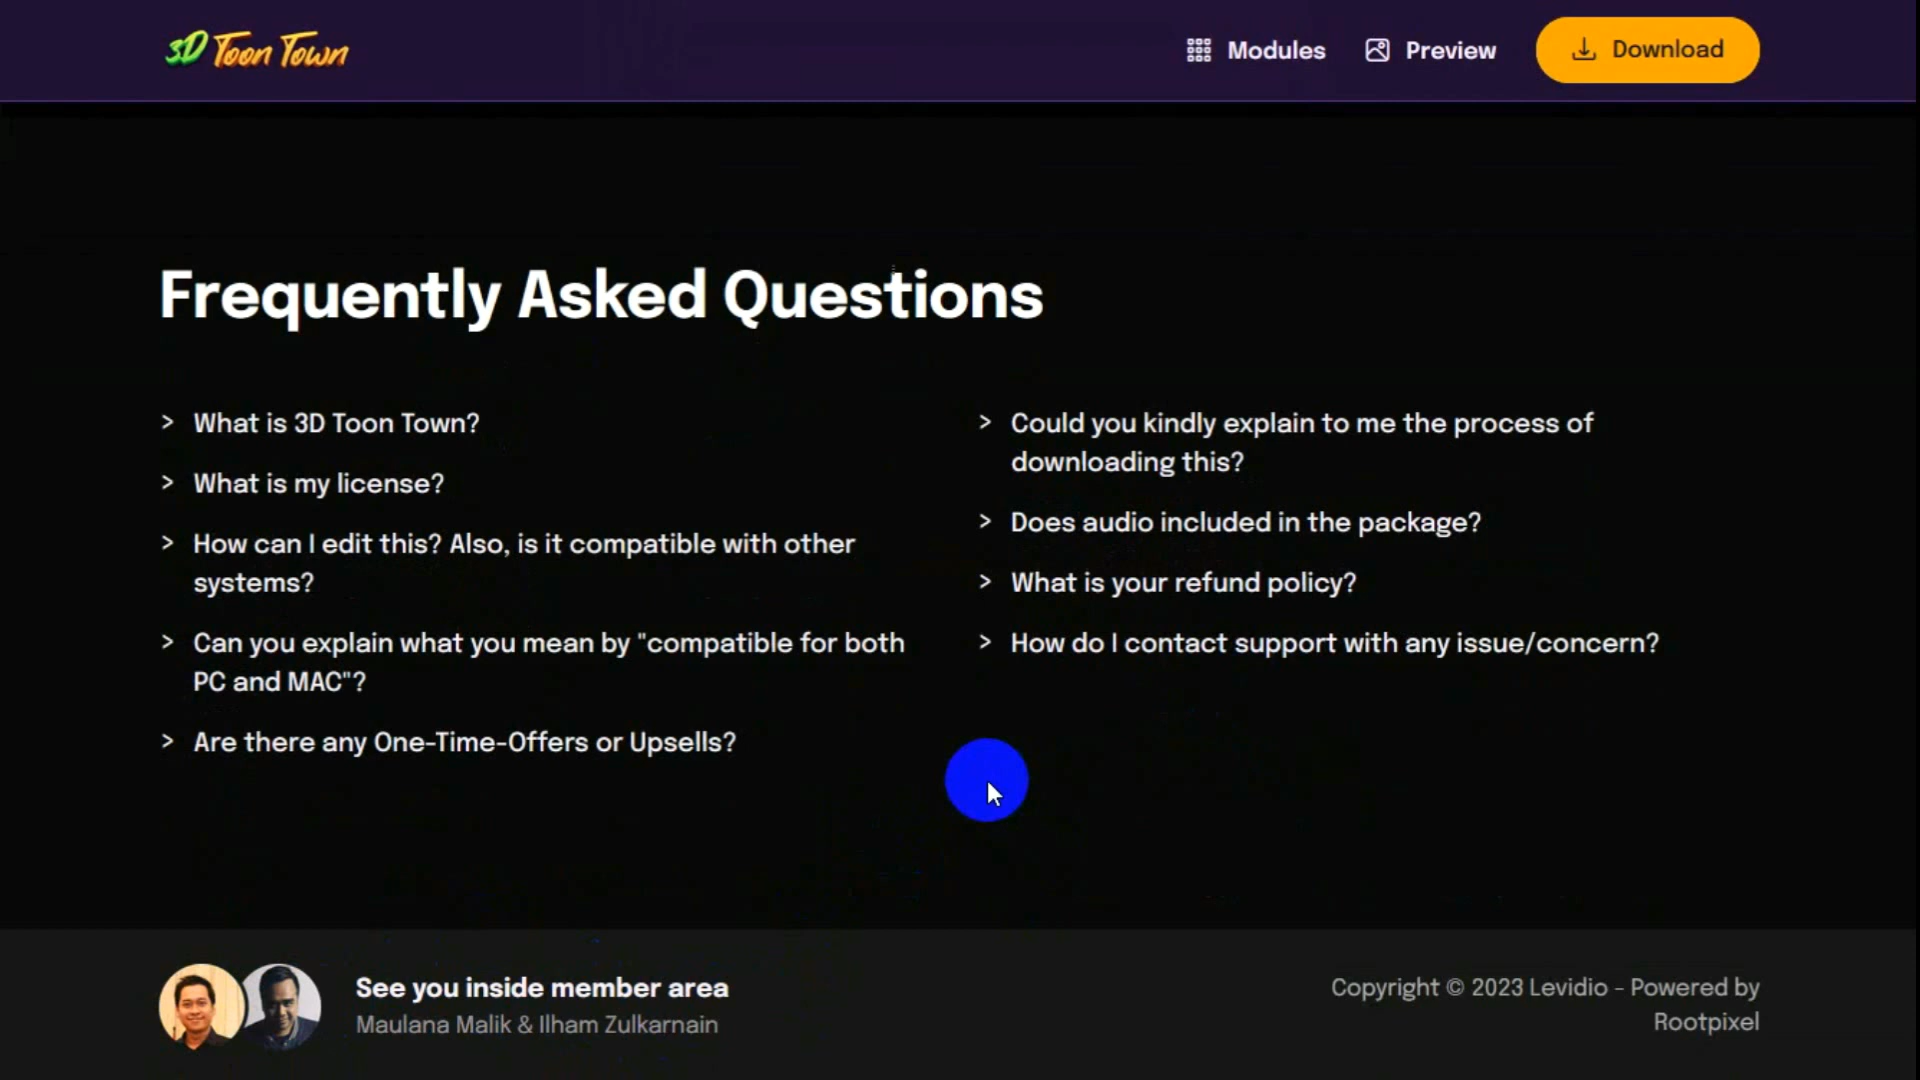 3D Toon Town
Modules
Preview
Download
Frequently Asked Questions
> What is 3D Toon Town?
> What is my license?
> How can I edit this? Also, is it compatible with other
systems?
> Can you explain what you mean by "compatible for both
PC and MAC"?
> Are there any One-Time-Offers or Upsells?
> Could you kindly explain to me the process of
downloading this?
> Does audio included in the package?
> What is your refund policy?
> How do I contact support with any issue/concern?
See you inside member area
Maulana Malik & Ilham Zulkarnain
Copyright © 2023 Levidio - Powered by
Rootpixel